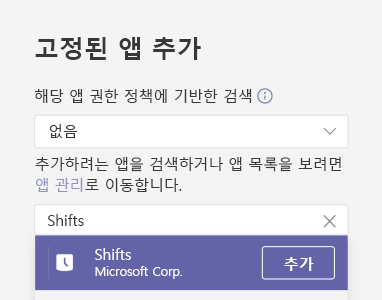 고정된 앱 추가
해당 앱 권한 정책에 기반한 검색
없음
추가하려는 앱을 검색하거나 앱 목록을 보려면
앱 관리로 이동합니다.
Shifts
Shifts
Microsoft Corp.
추가